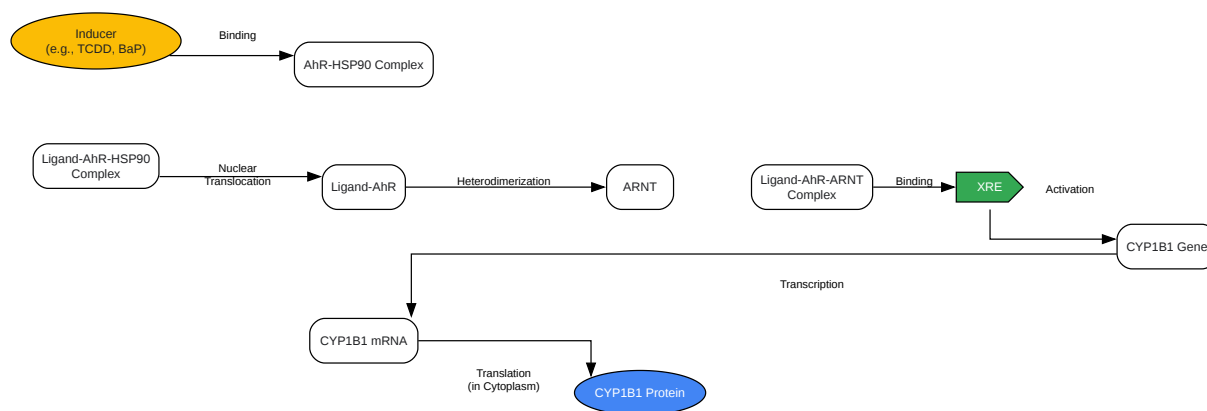 Inducer
(e.g., TCDD, BaP)
Binding
AhR-HSP90 Complex
Ligand-AhR-HSP90
Complex
Nuclear
Translocation
Ligand-AhR
Heterodimerization
ARNT
Ligand-AhR-ARNT
Complex
Binding
XRE
Activation
CYP1B1 Gene
Transcription
CYP1B1 mRNA
Translation
(in Cytoplasm)
CYP1B1 Protein